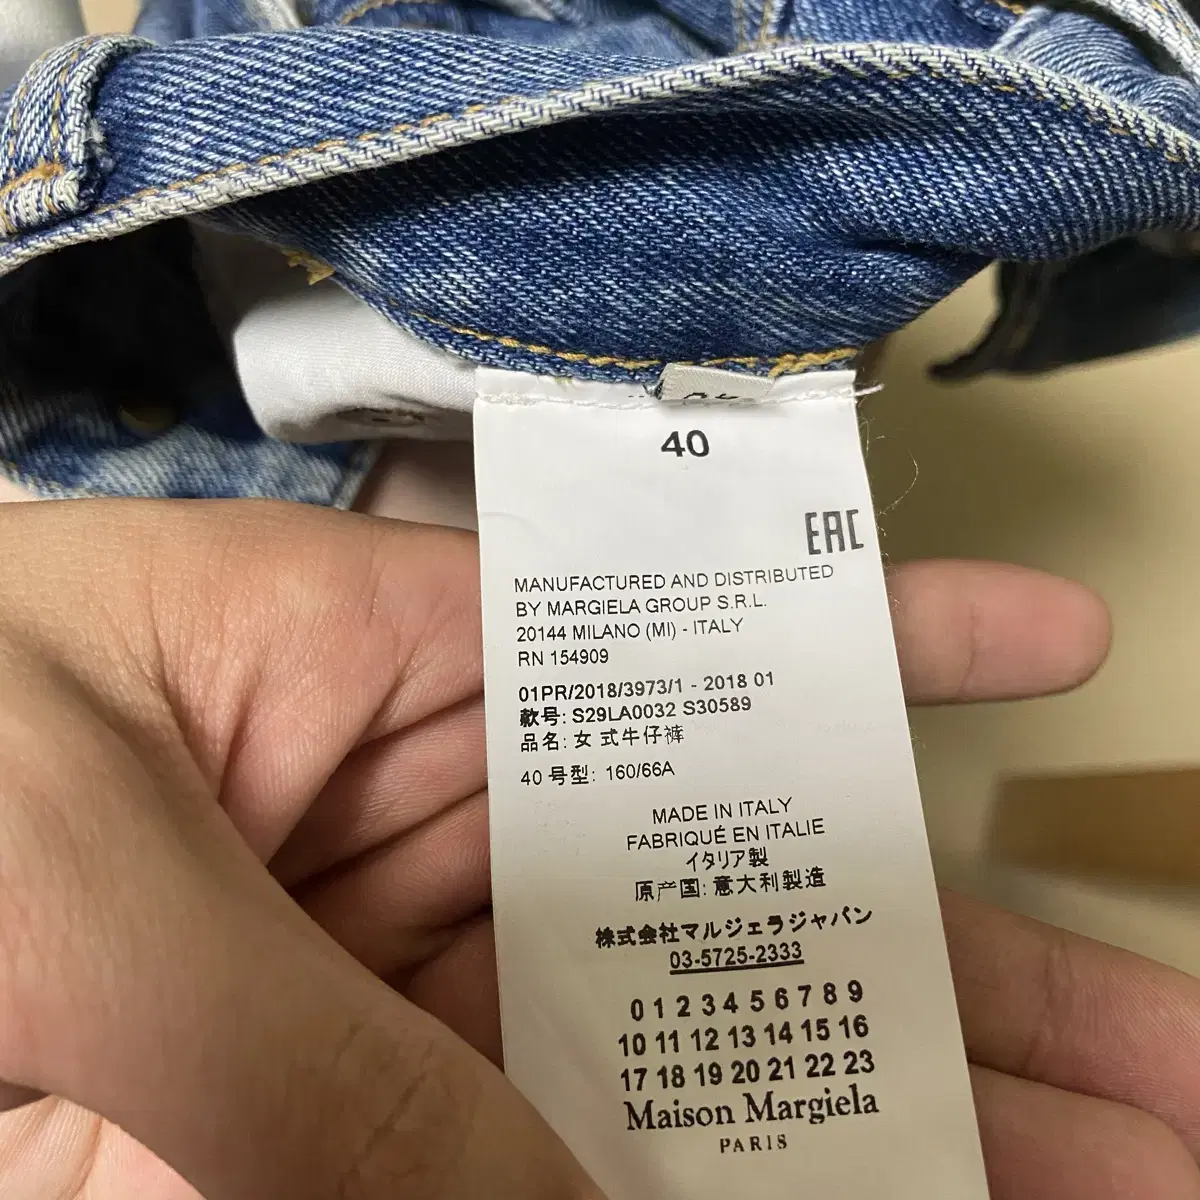 40
EAC
MANUFACTURED AND DISTRIBUTED
BY MARGIELA GROUP S.R.L.
20144 MILANO (MI) - ITALY
RN 154909
01PR/2018/3973/1 - 2018 01
款号: S29LA0032 S30589
品名: 女 式牛仔裤
40 号型: 160/66A
MADE IN ITALY
FABRIQUÉ EN ITALIE
イタリア製
原产国: 意大利製造
株式会社マルジェラジャパン
03-5725-2333
0 1 2 3 4 5 6 7 8 9
10 11 12 13 14 15 16
17 18 19 20 21 22 23
Maison Margiela
PARIS